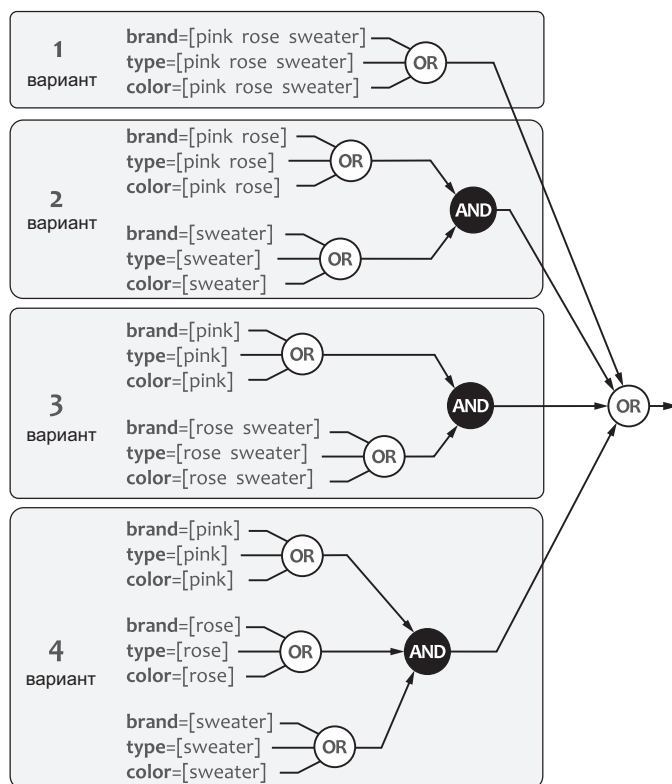 1
вариант
brand=[pink rose sweater]
type=[pink rose sweater]
color=[pink rose sweater]
OR
2
вариант
brand=[pink rose]
type=[pink rose]
color=[pink rose]
OR
AND
brand=[sweater]
type=[sweater]
color=[sweater]
OR
3
вариант
brand=[pink]
type=[pink]
color=[pink]
OR
AND
OR
brand=[rose sweater]
type=[rose sweater]
color=[rose sweater]
OR
4
вариант
brand=[pink]
type=[pink]
color=[pink]
OR
brand=[rose]
type=[rose]
color=[rose]
OR
AND
brand=[sweater]
type=[sweater]
color=[sweater]
OR